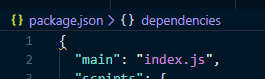 package.json > {} dependencies
1 {
2 "main": "index.js",
3 "scripts": {